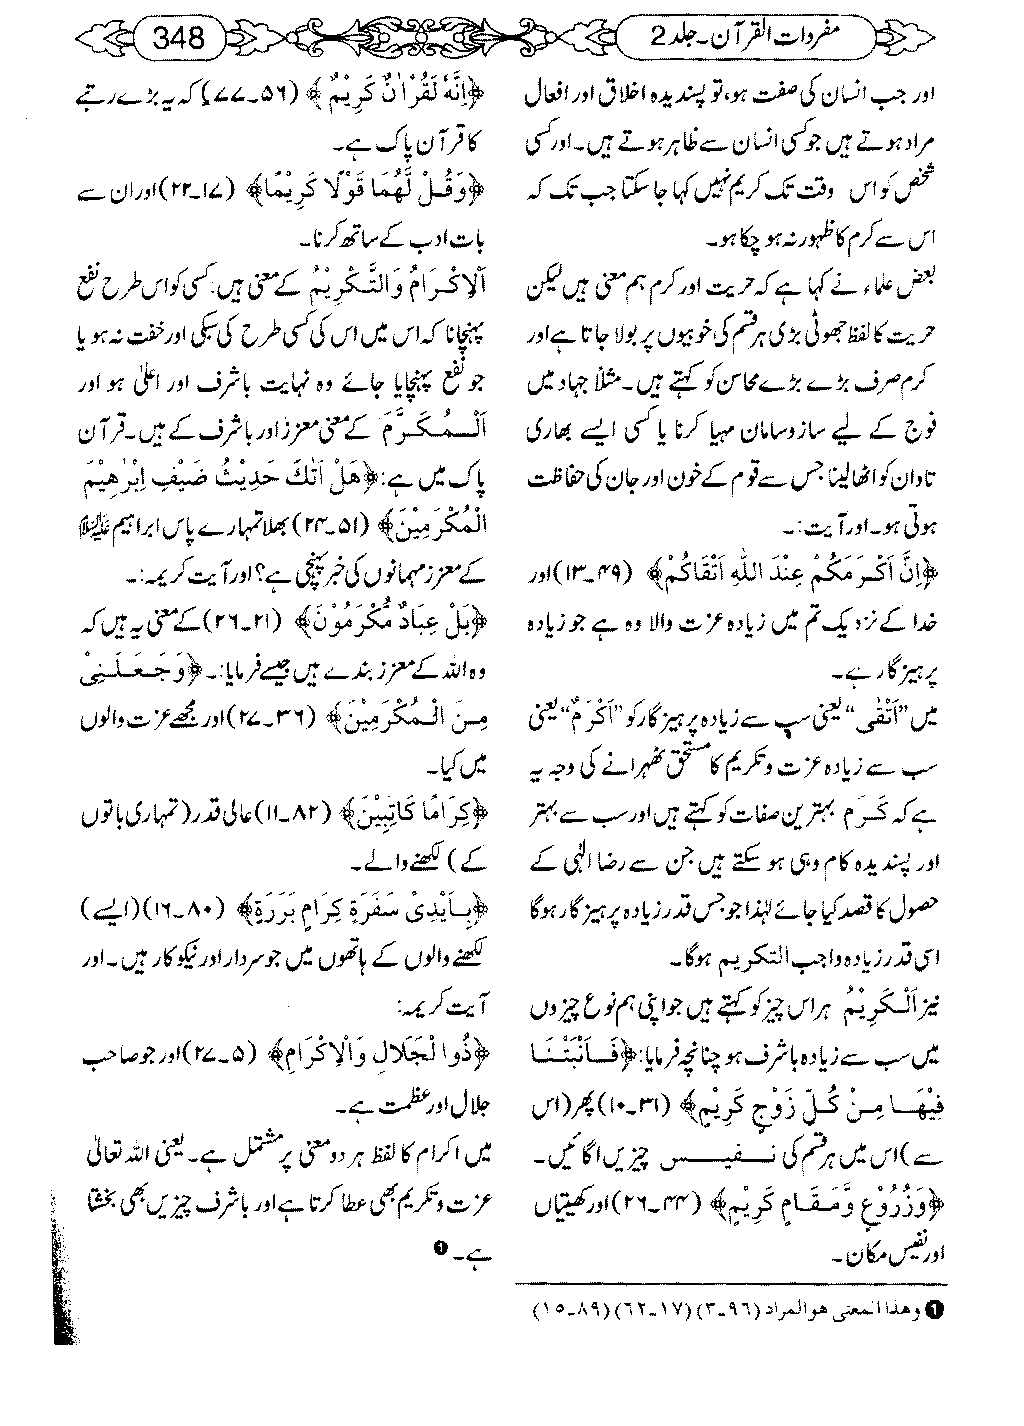 مفردات القرآن۔جلد 2
348
اور جب انسان کی صفت ہو، تو پسندیدہ اخلاق اور افعال
مراد ہوتے ہیں جو کسی انسان سے ظاہر ہوتے ہیں۔ اور کسی
شخص کو اس وقت تک کریم نہیں کہا جا سکتا جب تک کہ
اس سے کرم کا ظہور نہ ہو چکا ہو۔
بعض علماء نے کہا ہے کہ حریت اور کرم ہم معنی ہیں لیکن
حریت کا لفظ چھوٹی بڑی ہر قسم کی خوبیوں پر بولا جاتا ہے اور
کرم صرف بڑے بڑے محاسن کو کہتے ہیں۔ مثلاً جہاد میں
فوج کے لیے ساز و سامان مہیا کرنا یا کسی ایسے بھاری
تاوان کو اٹھا لینا جس سے قوم کے خون اور جان کی حفاظت
ہوتی ہو۔ اور آیت:۔
﴿اِنَّ اَكْرَمَكُمْ عِنْدَ اللّٰهِ اَتْقَاكُمْ﴾ (۴۹۔۱۳) اور
خدا کے نزدیک تم میں زیادہ عزت والا وہ ہے جو زیادہ
پرہیزگار ہے۔
میں ”اَتْقٰی“ یعنی سب سے زیادہ پرہیزگار کو ”اَکْرَمُ“ یعنی
سب سے زیادہ عزت و تکریم کا مستحق ٹھہرانے کی وجہ یہ
ہے کہ کَرَم بہترین صفات کو کہتے ہیں اور سب سے بہتر
اور پسندیدہ کام وہی ہو سکتے ہیں جن سے رضا الٰہی کے
حصول کا قصد کیا جائے لہٰذا جو جس قدر زیادہ پرہیزگار ہوگا
اسی قدر زیادہ واجب التکریم ہوگا۔
نیز اَلْكَرِیْمُ ہر اس چیز کو کہتے ہیں جو اپنی ہم نوع چیزوں
میں سب سے زیادہ باشرف ہو چنانچہ فرمایا: ﴿فَاَنْبَتْنَا
فِیْهَا مِنْ كُلِّ زَوْجٍ كَرِیْمٍ﴾ (۳۱۔۱۰) پھر (اس
سے) اس میں ہر قسم کی نفیس چیزیں اگائیں۔
﴿وَزُرُوْعٍ وَّمَقَامٍ كَرِیْمٍ﴾ (۴۴۔۲۶) اور کھیتیاں
اور نفیس مکان۔
❶ وهذا المعنى هو المراد (۹۶۔۳) (۱۷۔۶۲) (۸۹۔۱۵)
﴿اِنَّهٗ لَقُرْاٰنٌ كَرِیْمٌ﴾ (۵۶۔۷۷) کہ یہ بڑے رتبے
کا قرآن پاک ہے۔
﴿وَقُلْ لَّهُمَا قَوْلًا كَرِیْمًا﴾ (۱۷۔۲۲) اور ان سے
بات ادب کے ساتھ کرنا۔
اَلْاِكْرَامُ وَالتَّكْرِیْمُ کے معنی ہیں: کسی کو اس طرح نفع
پہنچانا کہ اس میں اس کی کسی طرح کی سبکی اور خفت نہ ہو یا
جو نفع پہنچایا جائے وہ نہایت باشرف اور اعلیٰ ہو اور
اَلْمُكَرَّمُ کے معنی معزز اور باشرف کے ہیں۔ قرآن
پاک میں ہے: ﴿هَلْ اَتٰكَ حَدِیْثُ ضَیْفِ اِبْرٰهِیْمَ
الْمُكْرَمِیْنَ﴾ (۵۱۔۲۴) بھلا تمہارے پاس ابراہیم علیہ السلام
کے معزز مہمانوں کی خبر پہنچی ہے؟ اور آیت کریمہ:۔
﴿بَلْ عِبَادٌ مُّكْرَمُوْنَ﴾ (۲۱۔۲۶) کے معنی یہ ہیں کہ
وہ اللہ کے معزز بندے ہیں جیسے فرمایا:۔ ﴿وَجَعَلَنِیْ
مِنَ الْمُكْرَمِیْنَ﴾ (۳۶۔۲۷) اور مجھے عزت والوں
میں کیا۔
﴿كِرَامًا كَاتِبِیْنَ﴾ (۸۲۔۱۱) عالی قدر (تمہاری باتوں
کے) لکھنے والے۔
﴿بِاَیْدِیْ سَفَرَةٍ كِرَامٍ بَرَرَةٍ﴾ (۸۰۔۱۶) (ایسے)
لکھنے والوں کے ہاتھوں میں جو سردار اور نیکوکار ہیں۔ اور
آیت کریمہ:
﴿ذُوا الْجَلَالِ وَالْاِكْرَامِ﴾ (۵۔۲۷) اور جو صاحب
جلال اور عظمت ہے۔
میں اکرام کا لفظ ہر دو معنی پر مشتمل ہے۔ یعنی اللہ تعالیٰ
عزت و تکریم بھی عطا کرتا ہے اور باشرف چیزیں بھی بخشتا
ہے۔❶